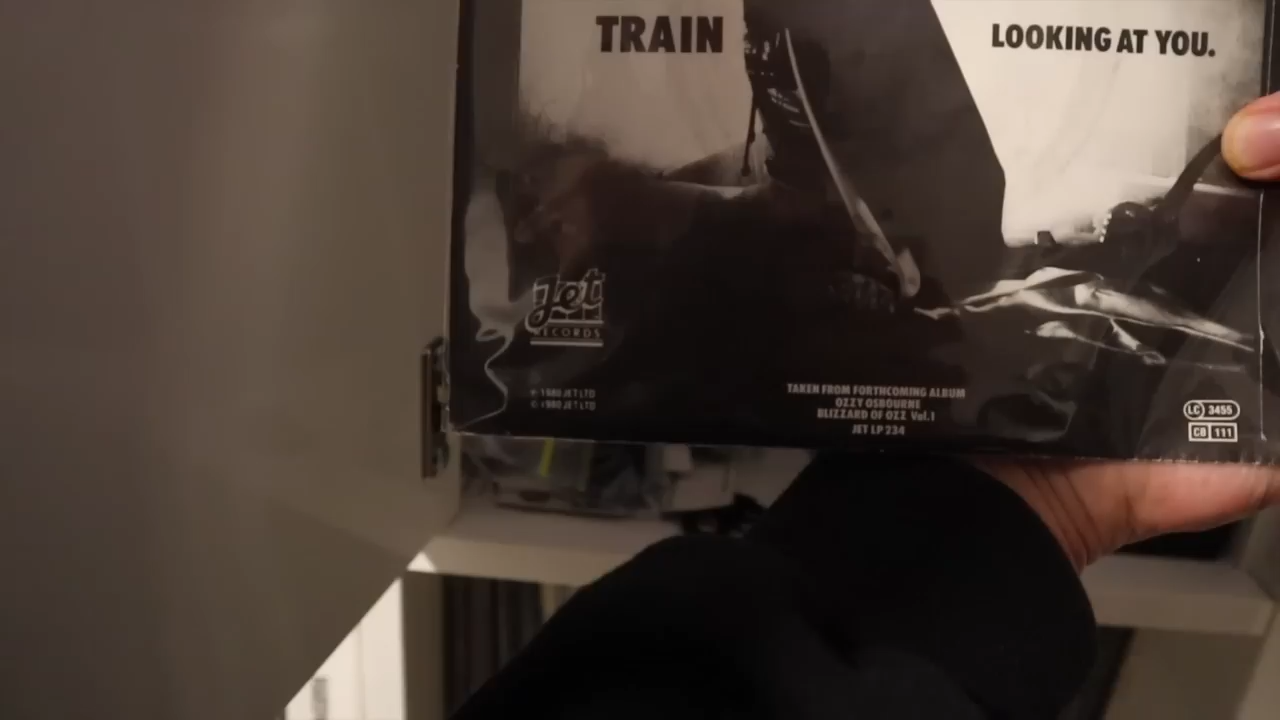 TRAIN
LOOKING AT YOU.
Jet
RECORDS
℗ 1980 JET LTD
© 1980 JET LTD
TAKEN FROM FORTHCOMING ALBUM
OZZY OSBOURNE
BLIZZARD OF OZZ Vol.1
JET LP 234
LC 3455
CB 111